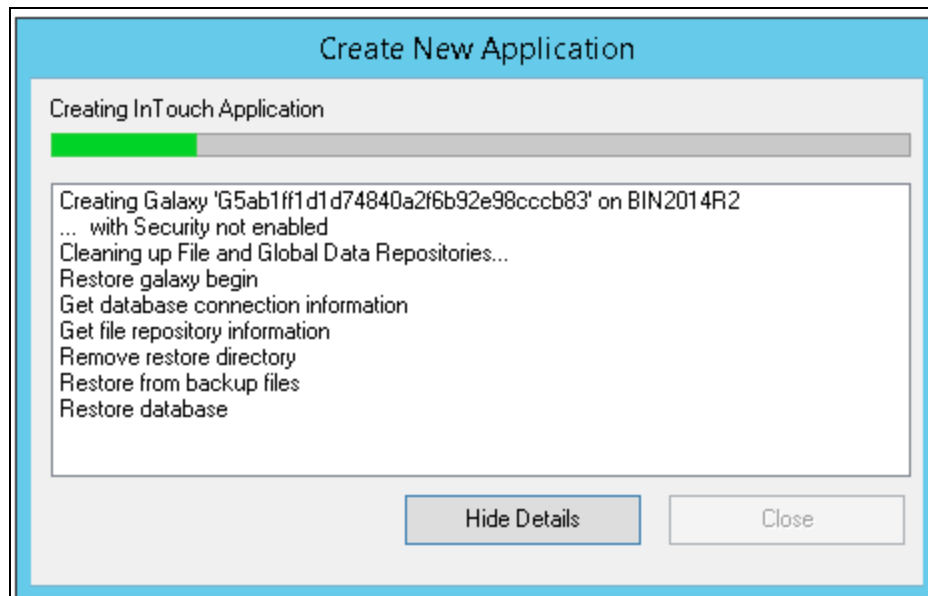 Create New Application
Creating InTouch Application
Creating Galaxy 'G5ab1ff1d1d74840a2f6b92e98cccb83' on BIN2014R2
... with Security not enabled
Cleaning up File and Global Data Repositories...
Restore galaxy begin
Get database connection information
Get file repository information
Remove restore directory
Restore from backup files
Restore database
Hide Details
Close